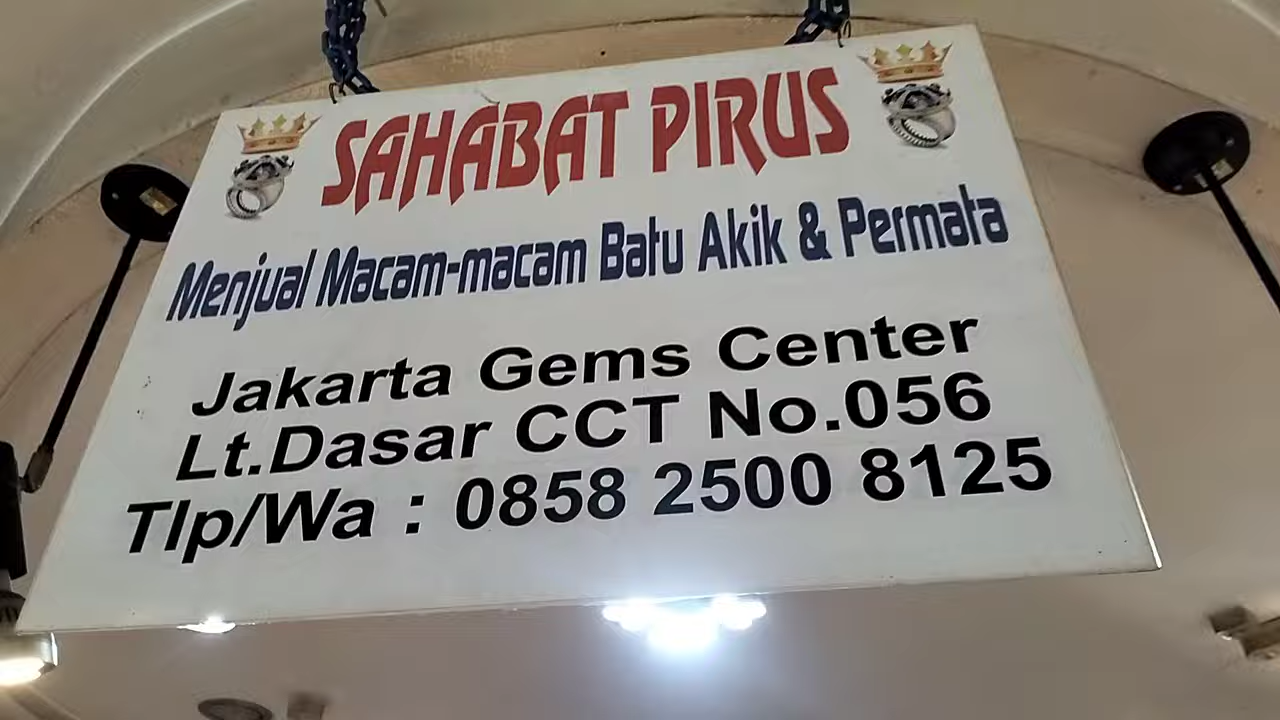 SAHABAT PIRUS
Menjual Macam-macam Batu Akik & Permata
Jakarta Gems Center
Lt.Dasar CCT No.056
Tlp/Wa : 0858 2500 8125